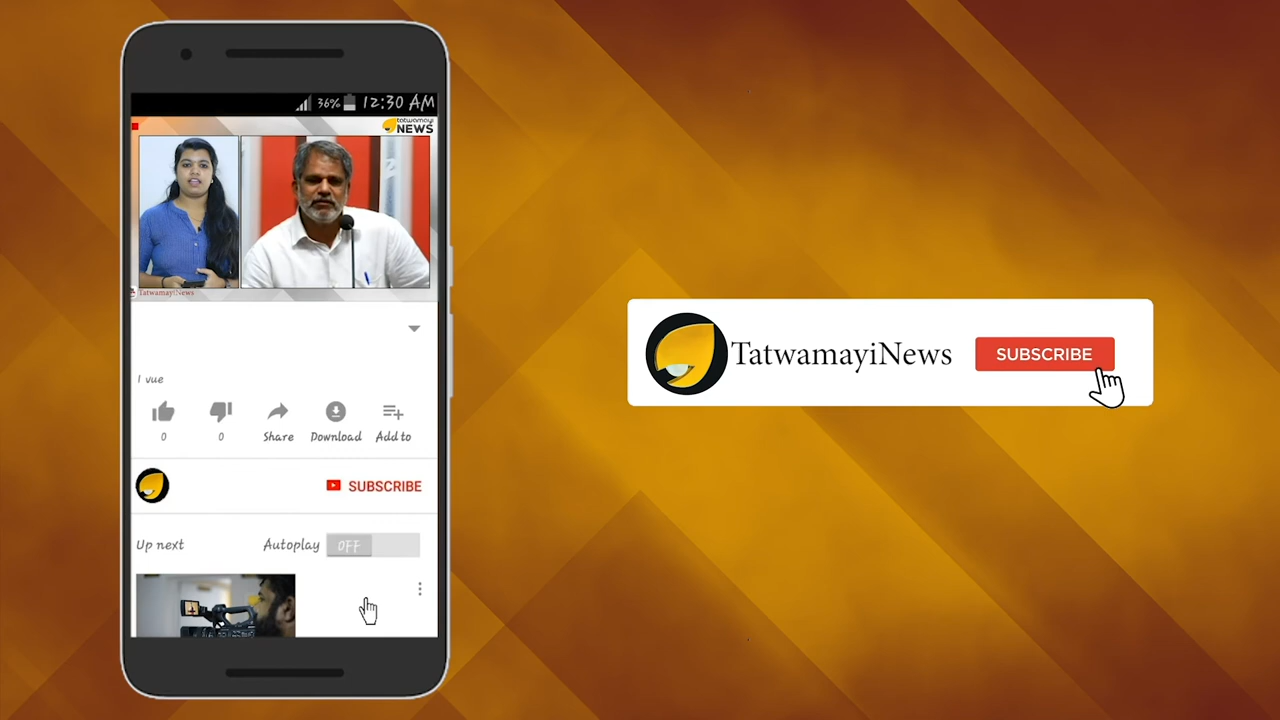 36% 12:30 AM
tatwamayi
NEWS
TatwamayiNews
1 vue
0 0 Share Download Add to
SUBSCRIBE
Up next Autoplay OFF
TatwamayiNews SUBSCRIBE